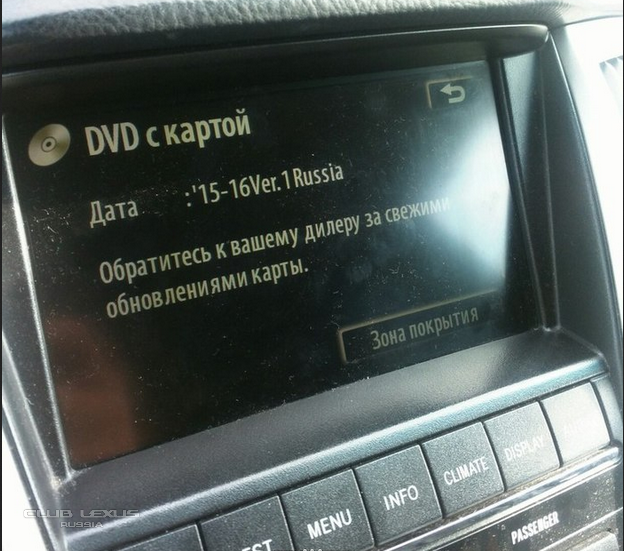 DVD с картой
Дата :'15-16Ver.1Russia
Обратитесь к вашему дилеру за свежими
обновлениями карты.
Зона покрытия
MENU
INFO
CLIMATE
DISPLAY
PASSENGER
CLUB LEXUS
RUSSIA